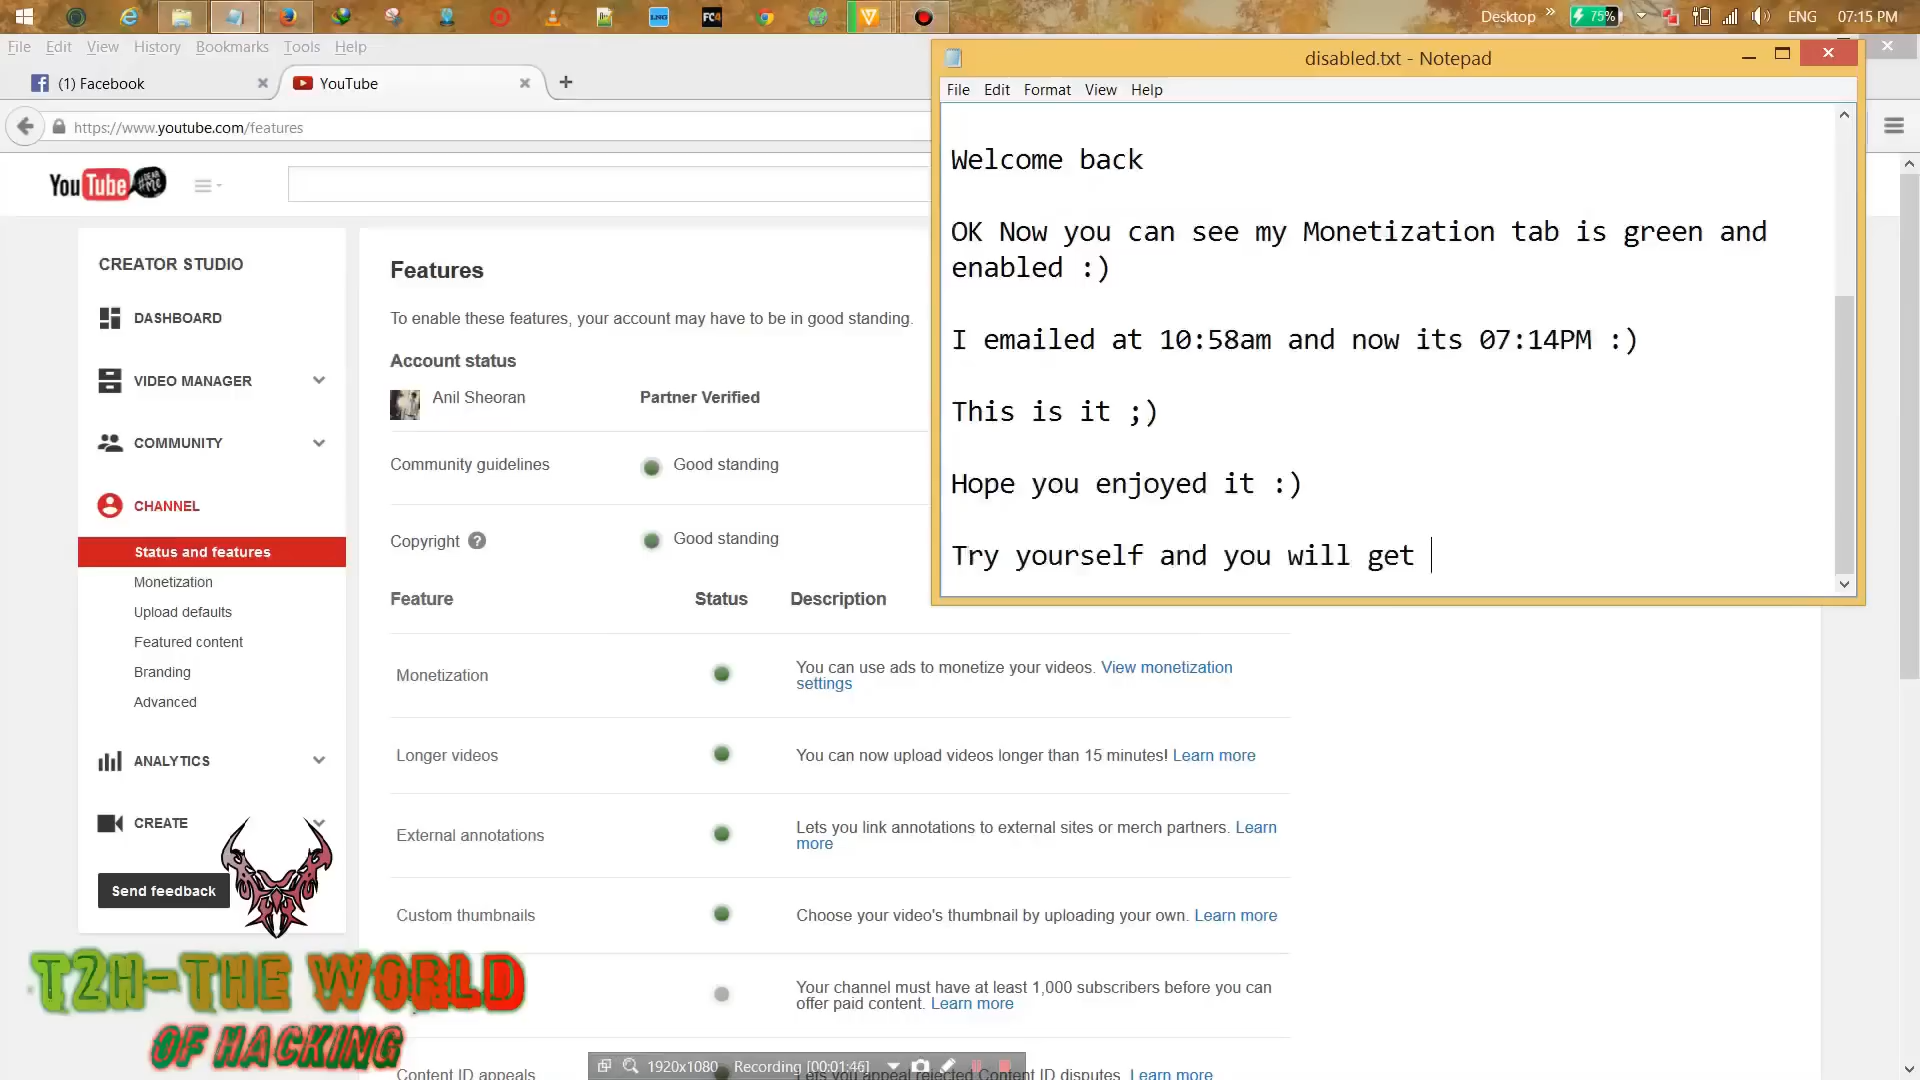 Desktop
75%
ENG
07:15 PM
File Edit View History Bookmarks Tools Help
(1) Facebook
YouTube
https://www.youtube.com/features
YouTube
CREATOR STUDIO
DASHBOARD
VIDEO MANAGER
COMMUNITY
CHANNEL
Status and features
Monetization
Upload defaults
Featured content
Branding
Advanced
ANALYTICS
CREATE
Send feedback
Features
To enable these features, your account may have to be in good standing.
Account status
Anil Sheoran Partner Verified
Community guidelines Good standing
Copyright ? Good standing
Feature Status Description
Monetization You can use ads to monetize your videos. View monetization
settings
Longer videos You can now upload videos longer than 15 minutes! Learn more
External annotations Lets you link annotations to external sites or merch partners. Learn
more
Custom thumbnails Choose your video's thumbnail by uploading your own. Learn more
Your channel must have at least 1,000 subscribers before you can
offer paid content. Learn more
Content ID appeals Lets you appeal rejected Content ID disputes. Learn more
disabled.txt - Notepad
File Edit Format View Help
Welcome back
OK Now you can see my Monetization tab is green and
enabled :)
I emailed at 10:58am and now its 07:14PM :)
This is it ;)
Hope you enjoyed it :)
Try yourself and you will get
T2H-THE WORLD
OF HACKING
1920x1080 Recording [00:01:46]